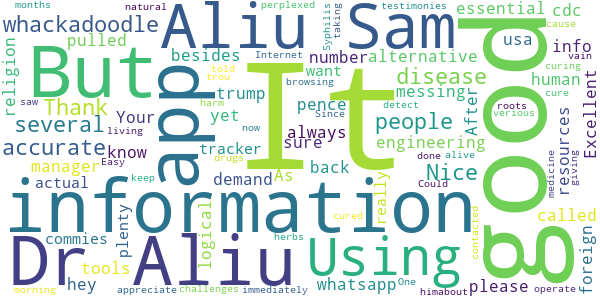 months natural perplexed testimonies essential cdc
whackadoodle Aliu Sam Syphilis taking
religion pulled besides Internet number alternative usa info cause vain
But app It told trou want disease human curing
Thank Your trump browsing pence messing After cure
several yet harm Since always people detect roots verious good
accurate know saw tracker sure now engineering Excellent
manager living Easy drugs back done alive Nice resources
actual demand As really Could medicine giving
information
Dr Aliu Using called
commies plenty logical cured contacted foreign
tools keep herbs whatsapp please
hey appreciate challenges immediately One himabout operate
morning